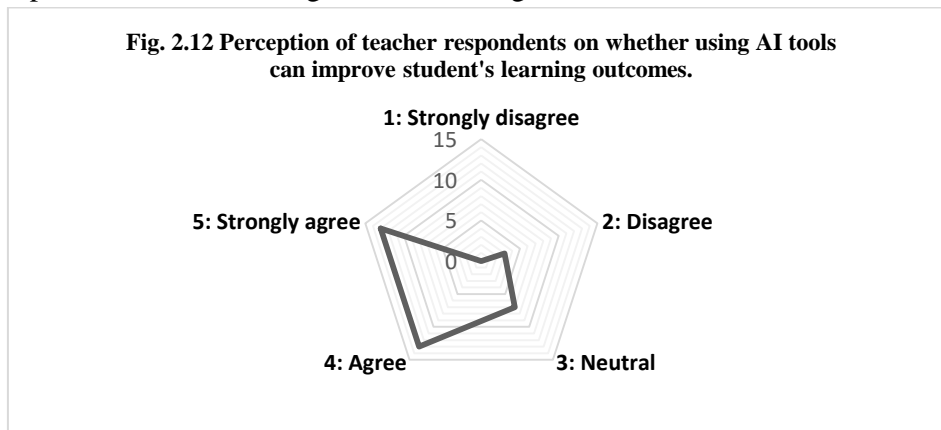 Fig. 2.12 Perception of teacher respondents on whether using AI tools
can improve student's learning outcomes.
1: Strongly disagree
15
10
5: Strongly agree
5
2: Disagree
0
4: Agree
3: Neutral